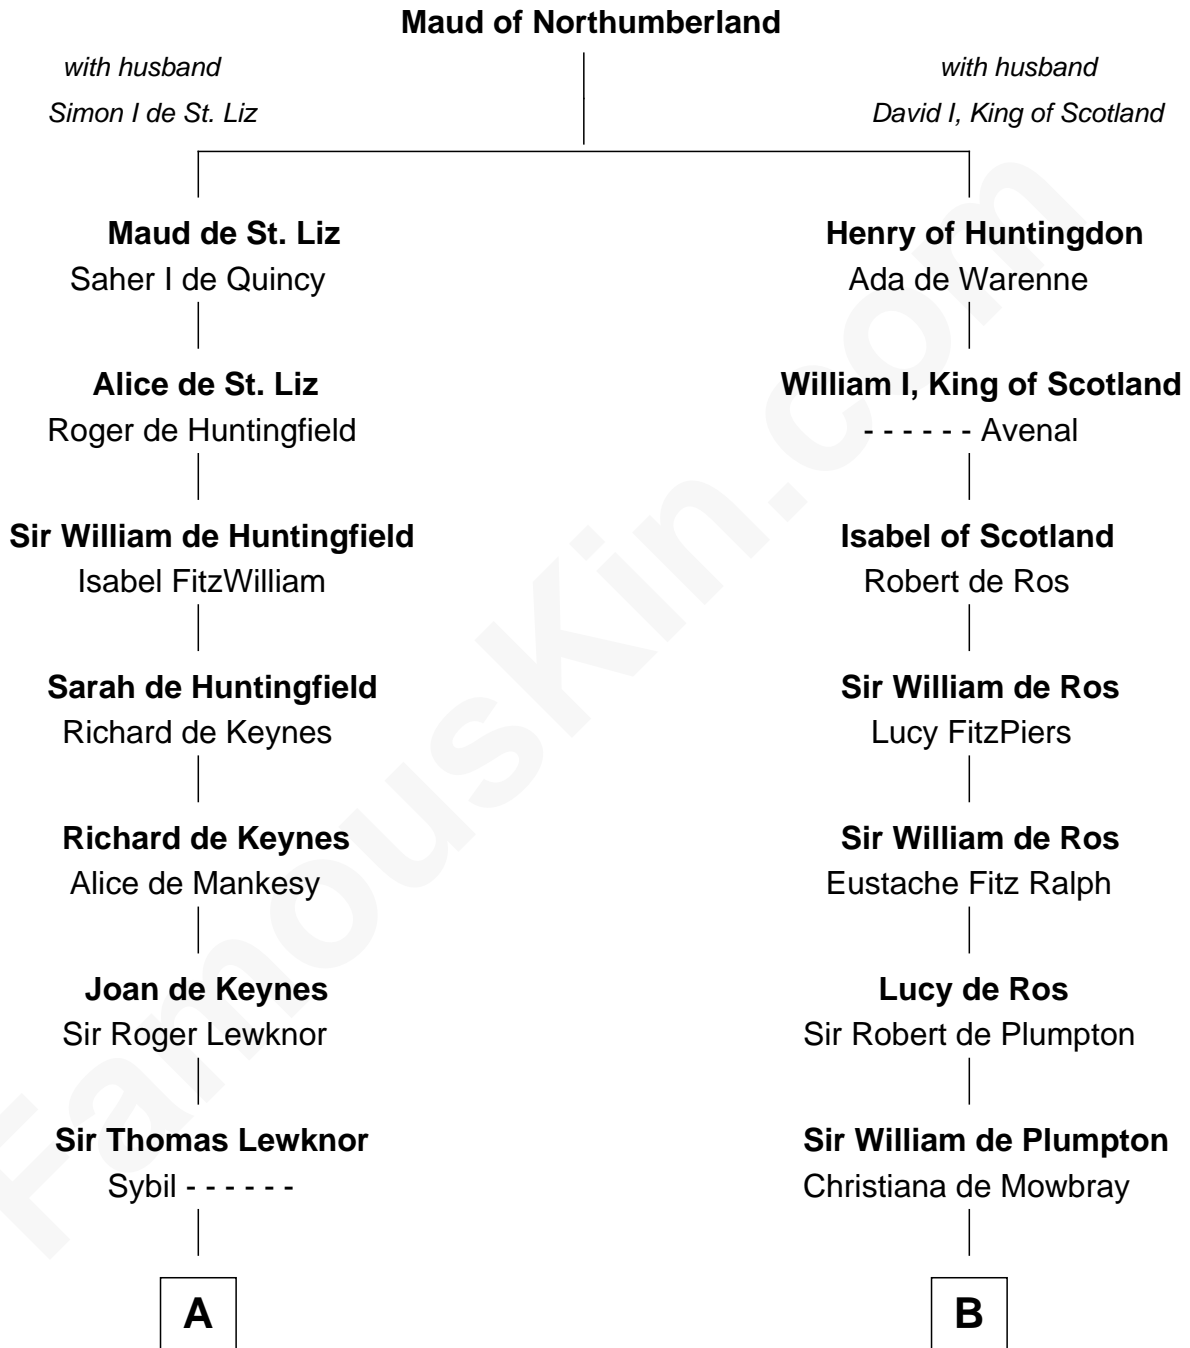 Maud of Northumberland
with husband
Simon I de St. Liz
with husband
David I, King of Scotland
Maud de St. Liz
Saher I de Quincy
Henry of Huntingdon
Ada de Warenne
Alice de St. Liz
Roger de Huntingfield
William I, King of Scotland
- - - - - - Avenal
Sir William de Huntingfield
Isabel FitzWilliam
Isabel of Scotland
Robert de Ros
Sarah de Huntingfield
Richard de Keynes
Sir William de Ros
Lucy FitzPiers
Richard de Keynes
Alice de Mankesy
Sir William de Ros
Eustache Fitz Ralph
Joan de Keynes
Sir Roger Lewknor
Lucy de Ros
Sir Robert de Plumpton
Sir Thomas Lewknor
Sybil - - - - - -
Sir William de Plumpton
Christiana de Mowbray
A
B
FamousKin.com